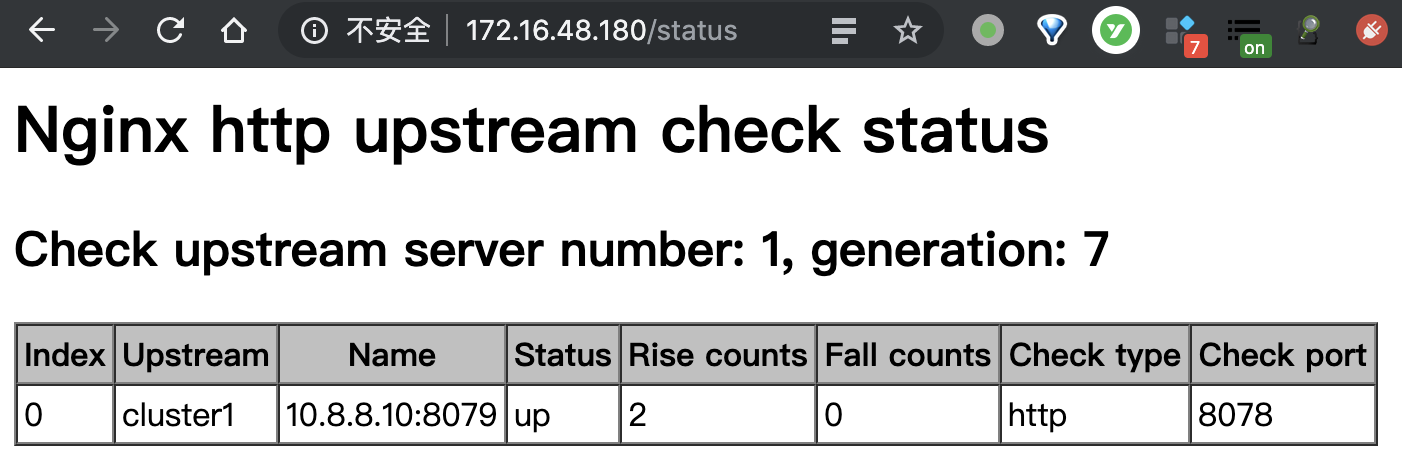 不安全 172.16.48.180/status
7
on
Nginx http upstream check status
Check upstream server number: 1, generation: 7
Index Upstream Name Status Rise counts Fall counts Check type Check port
0 cluster1 10.8.8.10:8079 up 2 0 http 8078